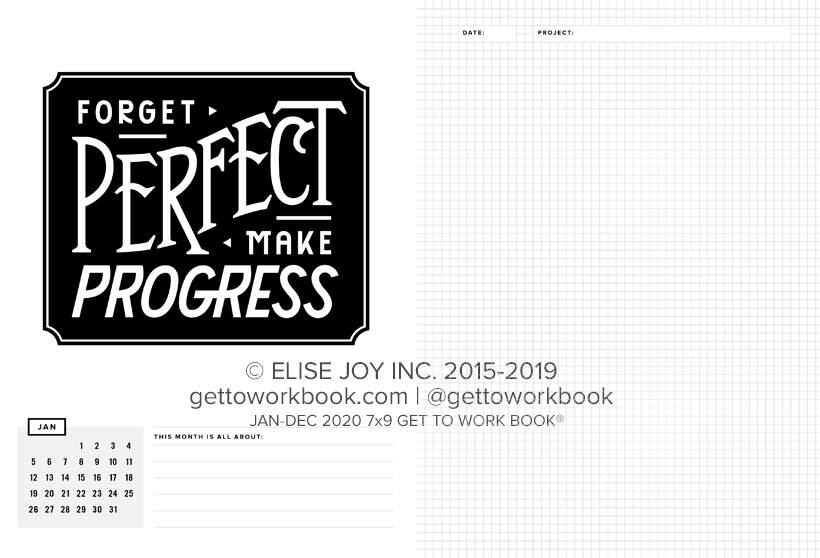 FORGET
PERFECT
MAKE
PROGRESS
DATE:
PROJECT:
© ELISE JOY INC. 2015-2019
gettoworkbook.com | @gettoworkbook
JAN-DEC 2020 7x9 GET TO WORK BOOK®
JAN
1 2 3 4
5 6 7 8 9 10 11
12 13 14 15 16 17 18
19 20 21 22 23 24 25
26 27 28 29 30 31
THIS MONTH IS ALL ABOUT: